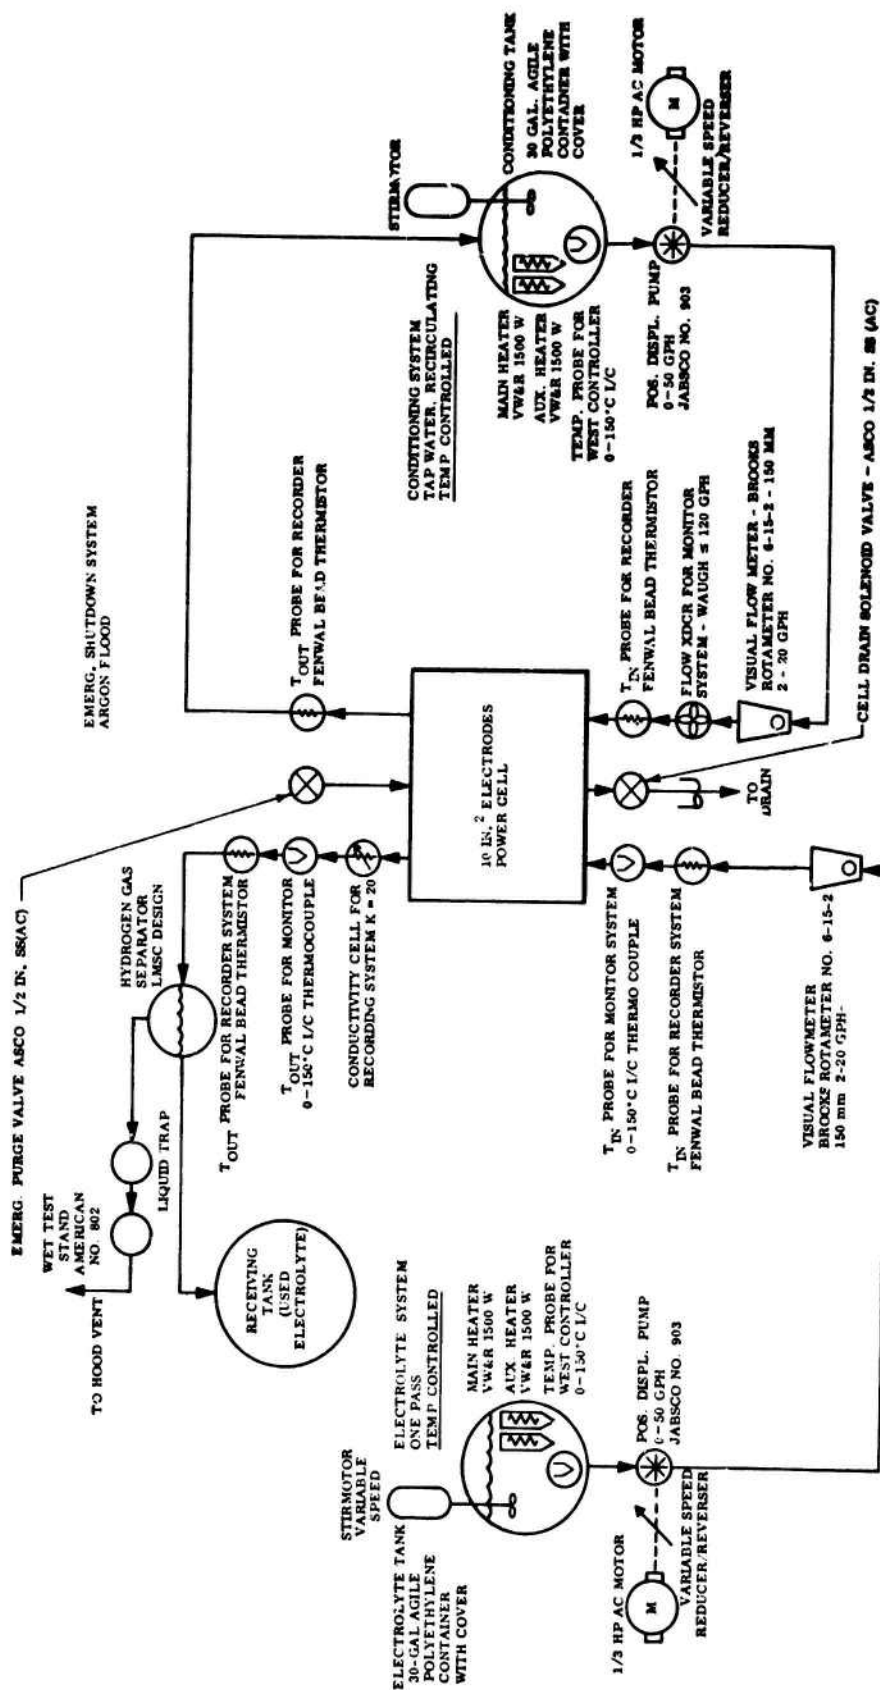 EMERG. PURGE VALVE ASCO 1/2 IN. SS(AC)
WET TEST
STAND
AMERICAN
NO. 802
TO HOOD VENT
LIQUID TRAP
HYDROGEN GAS
SEPARATOR
LMSC DESIGN
EMERG. SHUTDOWN SYSTEM
ARGON FLOOD
RECEIVING
TANK
(USED
ELECTROLYTE)
T OUT PROBE FOR RECORDER SYSTEM
FENWAL BEAD THERMISTOR
T OUT PROBE FOR MONITOR
0-150°C I/C THERMOCOUPLE
CONDUCTIVITY CELL FOR
RECORDING SYSTEM K = 20
T OUT PROBE FOR RECORDER
FENWAL BEAD THERMISTOR
CONDITIONING SYSTEM
TAP WATER, RECIRCULATING
TEMP CONTROLLED
STIRMOTOR
CONDITIONING TANK
30 GAL. AGILE
POLYETHYLENE
CONTAINER WITH
COVER
MAIN HEATER
VW&R 1500 W
AUX. HEATER
VW&R 1500 W
TEMP. PROBE FOR
WEST CONTROLLER
0-150°C I/C
POS. DISPL. PUMP
0-50 GPH
JABSCO NO. 903
1/3 HP AC MOTOR
M
VARIABLE SPEED
REDUCER/REVERSER
10 IN.² ELECTRODES
POWER CELL
STIRMOTOR
VARIABLE
SPEED
ELECTROLYTE SYSTEM
ONE PASS
TEMP CONTROLLED
ELECTROLYTE TANK
30-GAL AGILE
POLYETHYLENE
CONTAINER
WITH COVER
MAIN HEATER
VW&R 1500 W
AUX. HEATER
VW&R 1500 W
TEMP. PROBE FOR
WEST CONTROLLER
0-150°C I/C
1/3 HP AC MOTOR
M
VARIABLE SPEED
REDUCER/REVERSER
POS. DISPL. PUMP
0-50 GPH
JABSCO NO. 903
T IN PROBE FOR MONITOR SYSTEM
0-150°C I/C THERMO COUPLE
T IN PROBE FOR RECORDER SYSTEM
FENWAL BEAD THERMISTOR
VISUAL FLOWMETER
BROOKS ROTAMETER NO. 6-15-2
150 mm 2-20 GPH
TO
DRAIN
T IN PROBE FOR RECORDER
FENWAL BEAD THERMISTOR
FLOW XDCR FOR MONITOR
SYSTEM - WAUGH ≤ 120 GPH
VISUAL FLOW METER - BROOKS
ROTAMETER NO. 6-15-2 - 150 MM
2 - 20 GPH
CELL DRAIN SOLENOID VALVE - ASCO 1/2 IN. SS (AC)